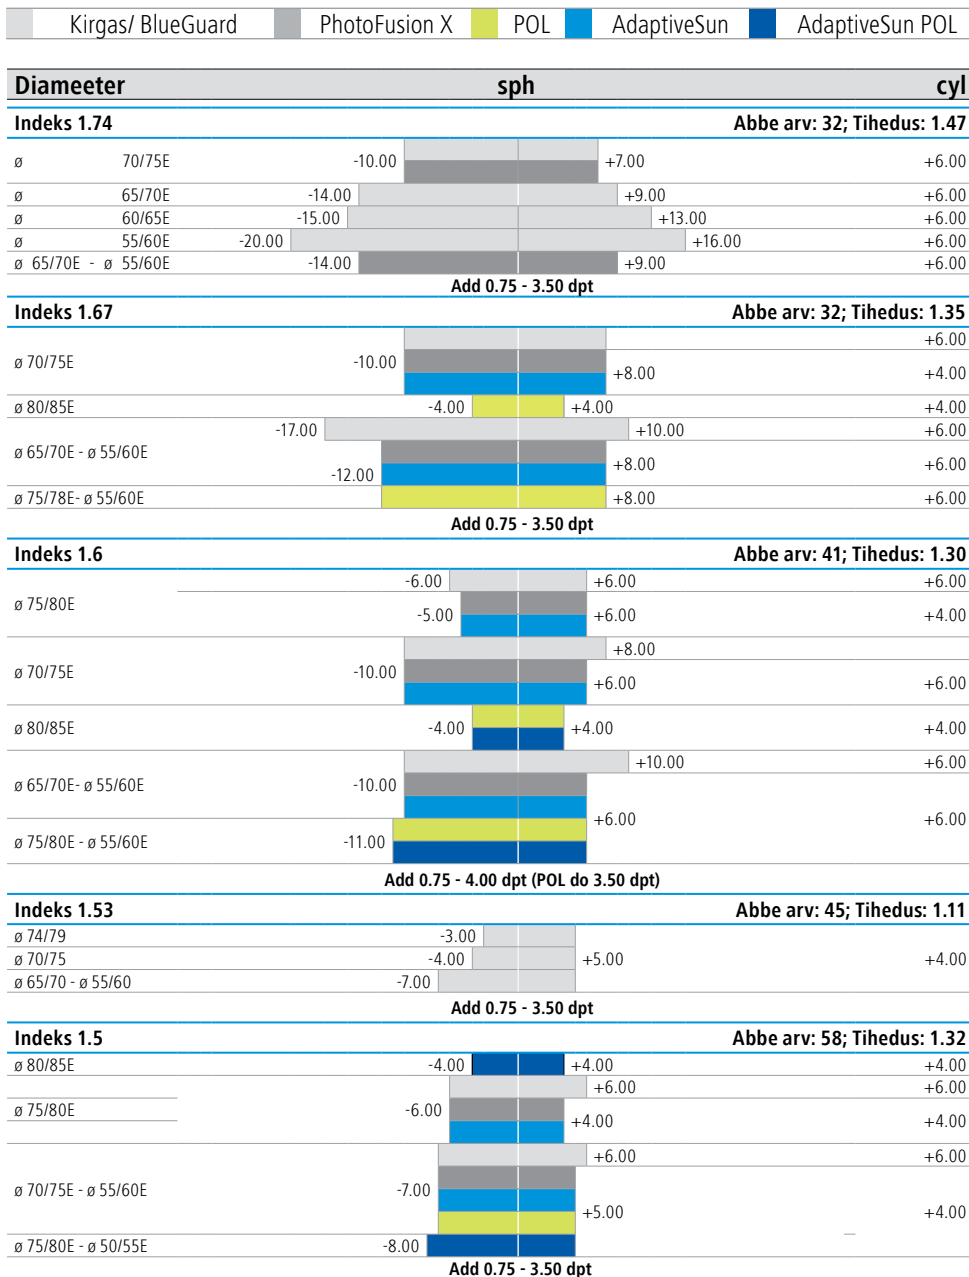 Kirgas/ BlueGuard PhotoFusion X POL AdaptiveSun AdaptiveSun POL
Diameeter sph cyl
Indeks 1.74 Abbe arv: 32; Tihedus: 1.47
ø 70/75E -10.00 +7.00 +6.00
ø 65/70E -14.00 +9.00 +6.00
ø 60/65E -15.00 +13.00 +6.00
ø 55/60E -20.00 +16.00 +6.00
ø 65/70E - ø 55/60E -14.00 +9.00 +6.00
Add 0.75 - 3.50 dpt
Indeks 1.67 Abbe arv: 32; Tihedus: 1.35
+6.00
ø 70/75E -10.00
+8.00 +4.00
ø 80/85E -4.00 +4.00 +4.00
-17.00 +10.00 +6.00
ø 65/70E - ø 55/60E
+8.00 +6.00
-12.00
ø 75/78E- ø 55/60E +8.00 +6.00
Add 0.75 - 3.50 dpt
Indeks 1.6 Abbe arv: 41; Tihedus: 1.30
-6.00 +6.00 +6.00
ø 75/80E
-5.00 +6.00 +4.00
+8.00
ø 70/75E -10.00
+6.00 +6.00
ø 80/85E -4.00 +4.00 +4.00
+10.00 +6.00
ø 65/70E- ø 55/60E -10.00
+6.00 +6.00
ø 75/80E - ø 55/60E -11.00
Add 0.75 - 4.00 dpt (POL do 3.50 dpt)
Indeks 1.53 Abbe arv: 45; Tihedus: 1.11
ø 74/79 -3.00
ø 70/75 -4.00 +5.00 +4.00
ø 65/70 - ø 55/60 -7.00
Add 0.75 - 3.50 dpt
Indeks 1.5 Abbe arv: 58; Tihedus: 1.32
ø 80/85E -4.00 +4.00 +4.00
+6.00 +6.00
ø 75/80E -6.00
+4.00 +4.00
+6.00 +6.00
ø 70/75E - ø 55/60E -7.00
+5.00 +4.00
ø 75/80E - ø 50/55E -8.00
Add 0.75 - 3.50 dpt